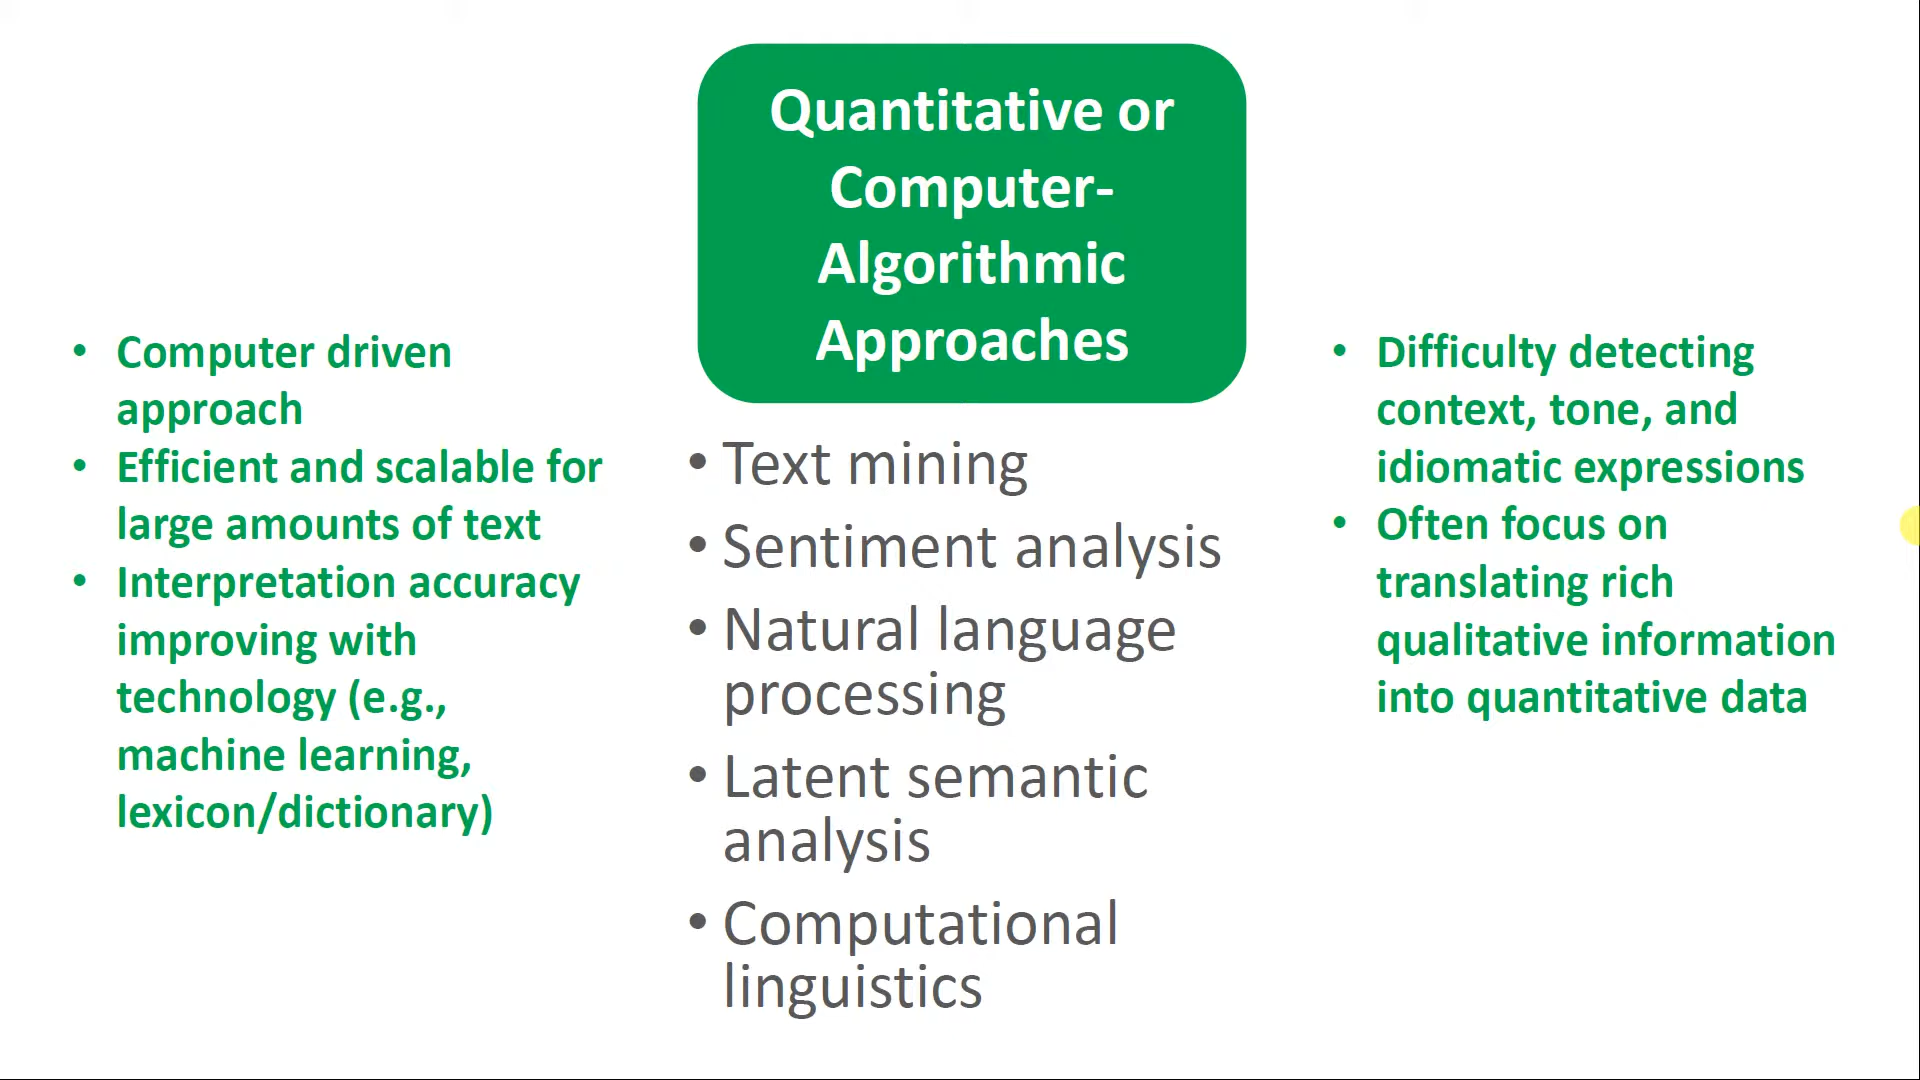 Quantitative or
Computer-
Algorithmic
Approaches
• Computer driven
approach
• Efficient and scalable for
large amounts of text
• Interpretation accuracy
improving with
technology (e.g.,
machine learning,
lexicon/dictionary)
• Text mining
• Sentiment analysis
• Natural language
processing
• Latent semantic
analysis
• Computational
linguistics
• Difficulty detecting
context, tone, and
idiomatic expressions
• Often focus on
translating rich
qualitative information
into quantitative data